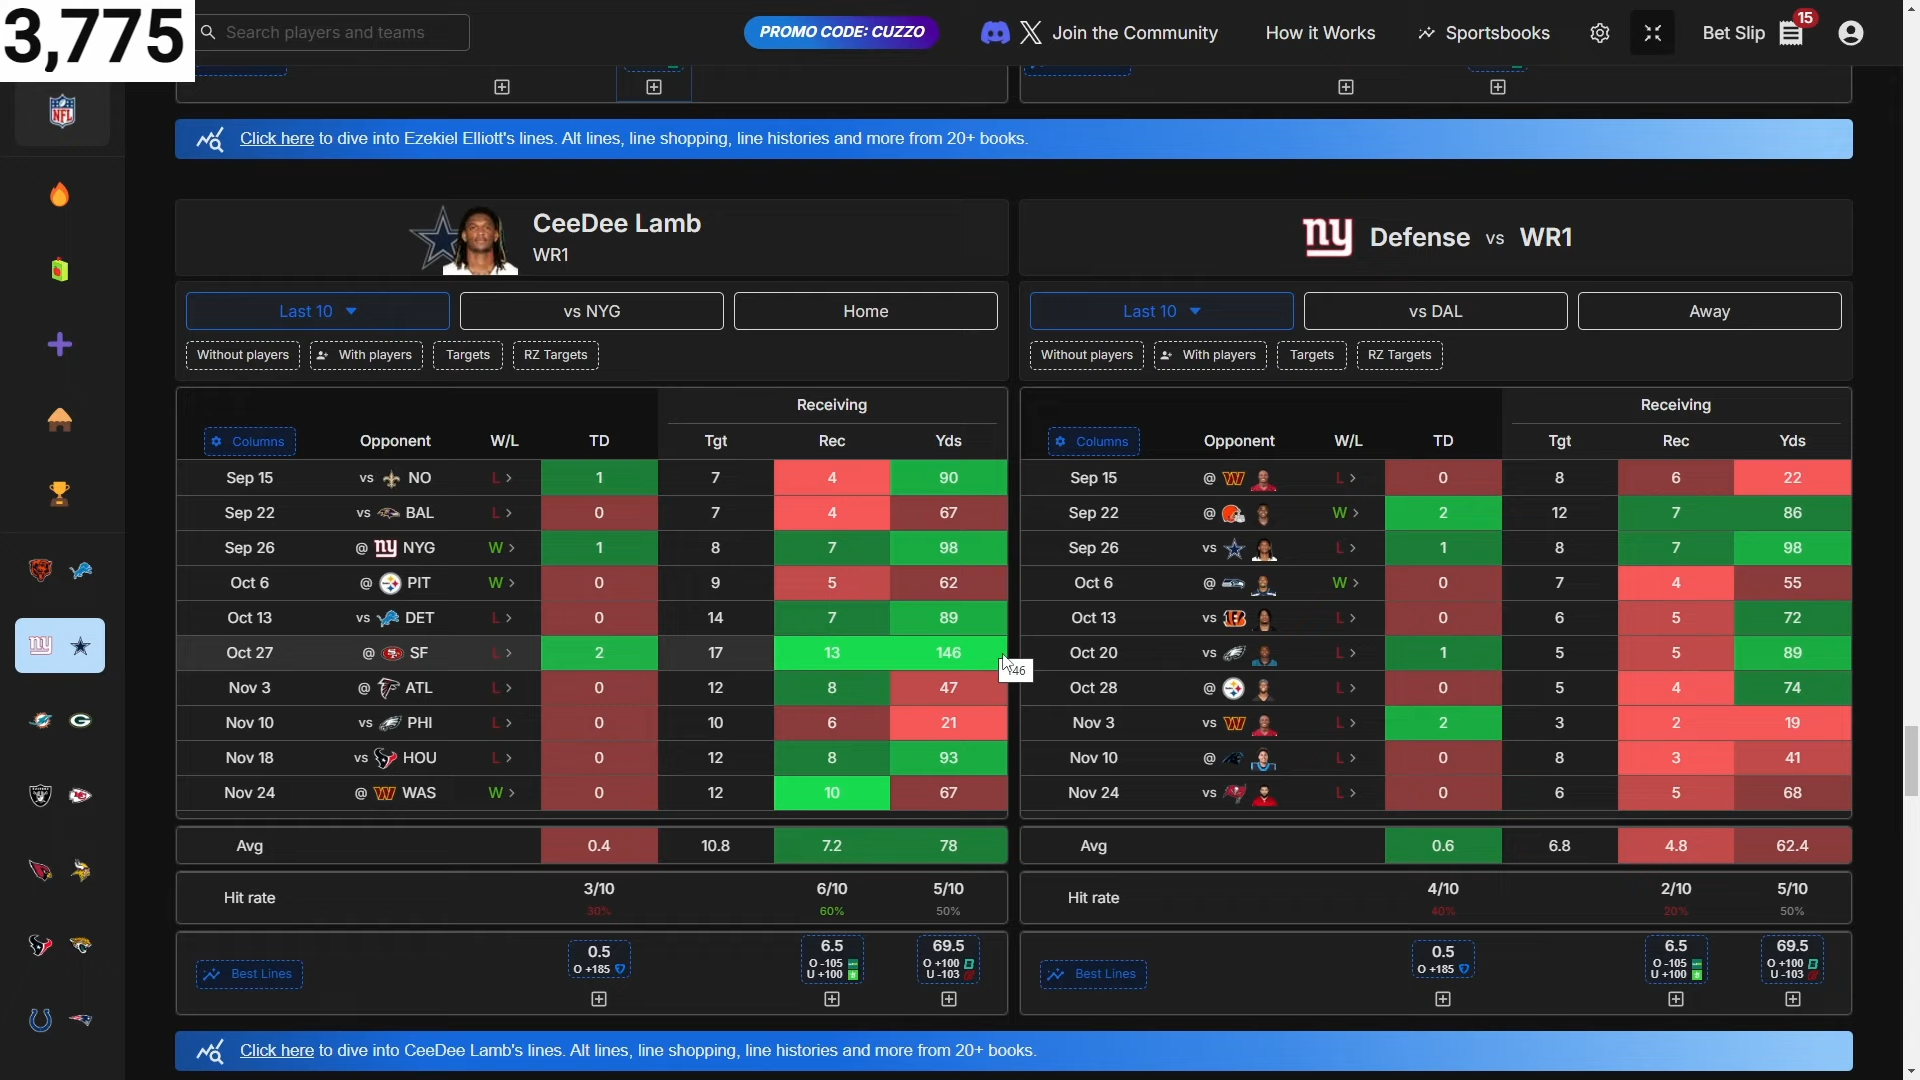 3,775
Search players and teams
PROMO CODE: CUZZO
Join the Community
How it Works
Sportsbooks
Bet Slip
15
NFL
Click here to dive into Ezekiel Elliott's lines. Alt lines, line shopping, line histories and more from 20+ books.
CeeDee Lamb
WR1
ny Defense vs WR1
Last 10 vs NYG Home
Last 10 vs DAL Away
Without players With players Targets RZ Targets
Without players With players Targets RZ Targets
Receiving
Columns Opponent W/L TD Tgt Rec Yds
Sep 15 vs NO L > 1 7 4 90
Sep 22 vs BAL L > 0 7 4 67
Sep 26 @ ny NYG W > 1 8 7 98
Oct 6 @ PIT W > 0 9 5 62
Oct 13 vs DET L > 0 14 7 89
Oct 27 @ SF L > 2 17 13 146
Nov 3 @ ATL L > 0 12 8 47
Nov 10 vs PHI L > 0 10 6 21
Nov 18 vs HOU L > 0 12 8 93
Nov 24 @ WAS W > 0 12 10 67
Avg 0.4 10.8 7.2 78
Hit rate 3/10 6/10 5/10
30% 60% 50%
Best Lines
0.5 6.5 69.5
O +185 O -105 O +100
U +100 U -103
Receiving
Columns Opponent W/L TD Tgt Rec Yds
Sep 15 @ L > 0 8 6 22
Sep 22 @ W > 2 12 7 86
Sep 26 vs L > 1 8 7 98
Oct 6 @ W > 0 7 4 55
Oct 13 vs L > 0 6 5 72
Oct 20 vs L > 1 5 5 89
Oct 28 @ L > 0 5 4 74
Nov 3 vs L > 2 3 2 19
Nov 10 @ L > 0 8 3 41
Nov 24 vs L > 0 6 5 68
Avg 0.6 6.8 4.8 62.4
Hit rate 4/10 2/10 5/10
40% 20% 50%
Best Lines
0.5 6.5 69.5
O +185 O -105 O +100
U +100 U -103
Click here to dive into CeeDee Lamb's lines. Alt lines, line shopping, line histories and more from 20+ books.